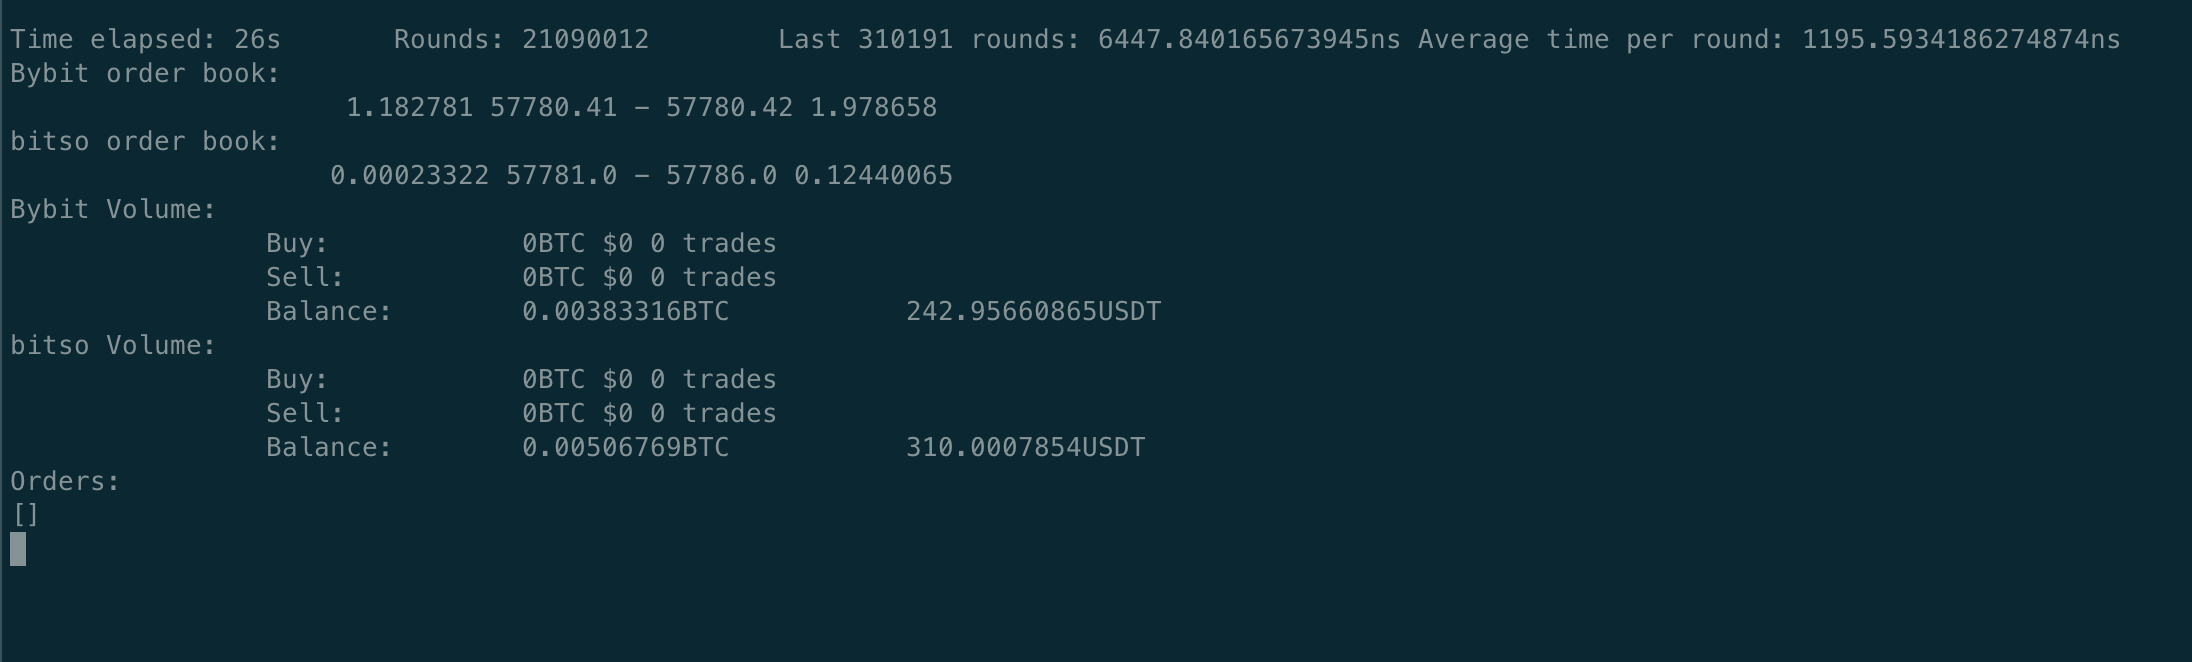 Time elapsed: 26s Rounds: 21090012 Last 310191 rounds: 6447.840165673945ns Average time per round: 1195.5934186274874ns
Bybit order book:
1.182781 57780.41 – 57780.42 1.978658
bitso order book:
0.00023322 57781.0 – 57786.0 0.12440065
Bybit Volume:
Buy: 0BTC $0 0 trades
Sell: 0BTC $0 0 trades
Balance: 0.00383316BTC 242.95660865USDT
bitso Volume:
Buy: 0BTC $0 0 trades
Sell: 0BTC $0 0 trades
Balance: 0.00506769BTC 310.0007854USDT
Orders:
[]